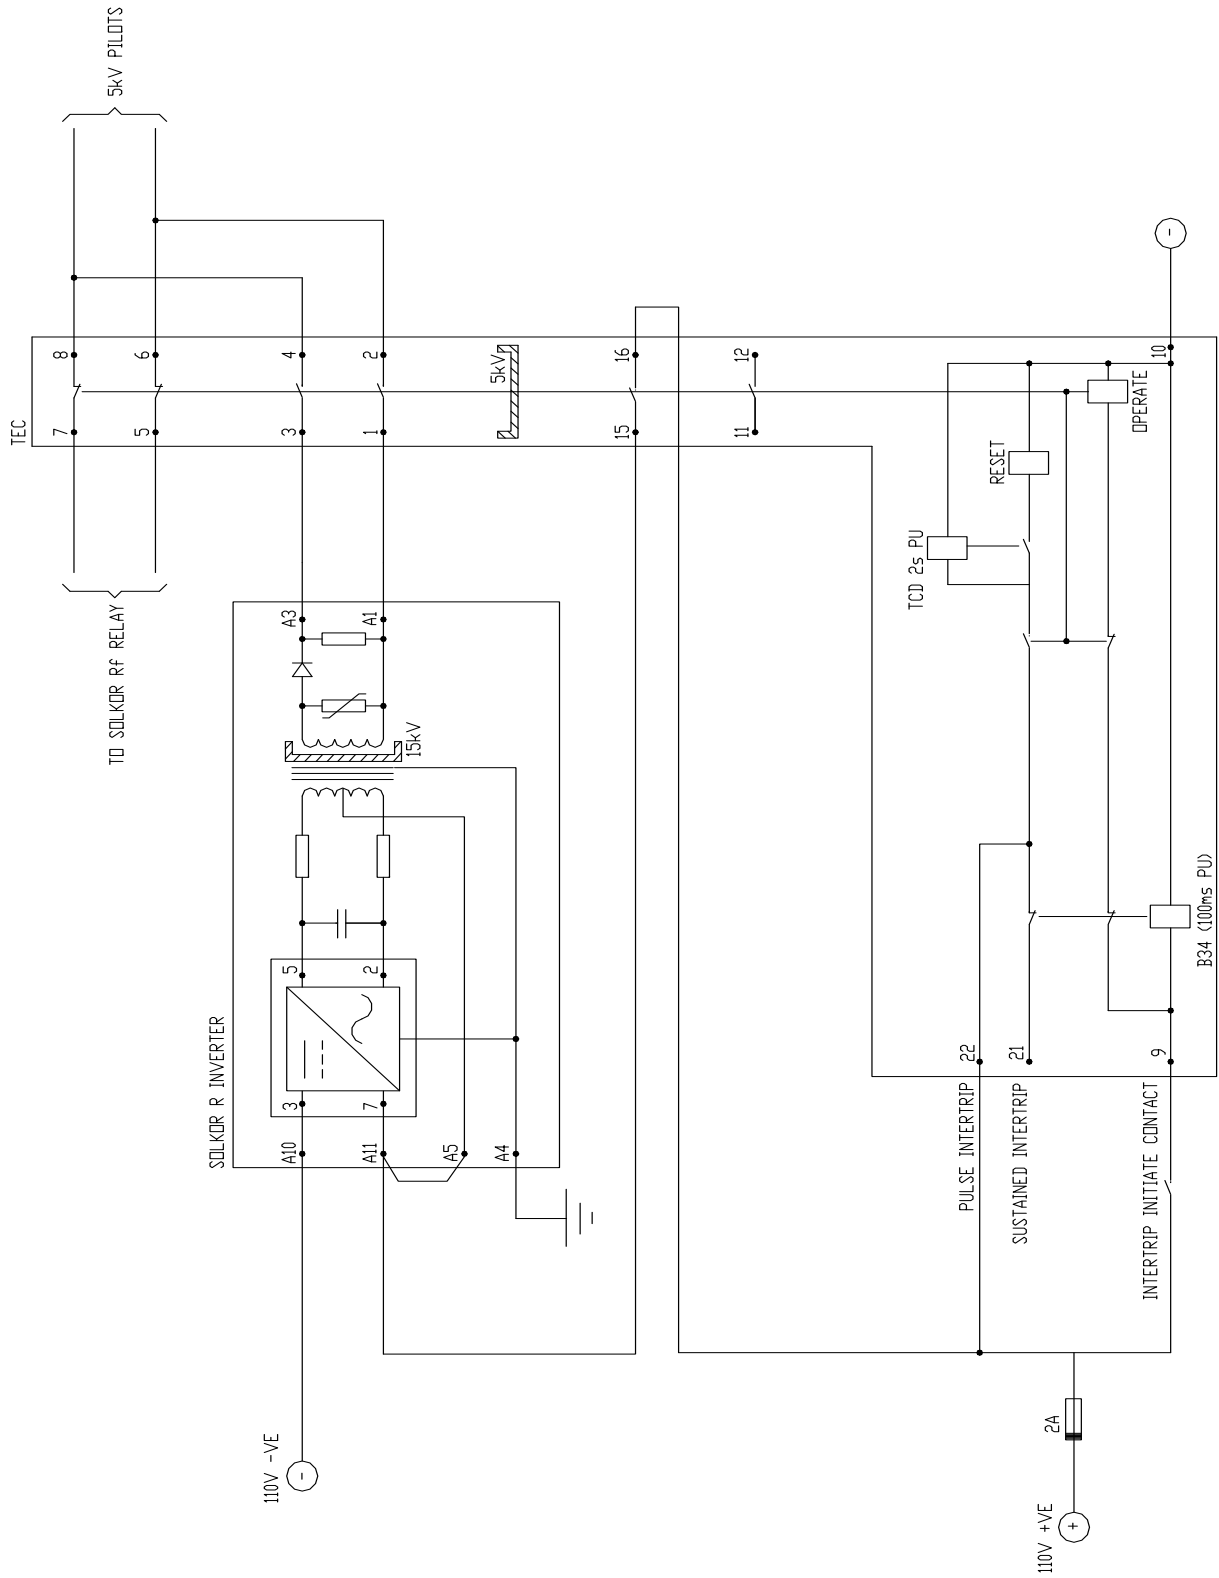 5kV PILOTS
8
6
4
2
5kV
16
12
10
TEC
7
5
3
1
15
11
OPERATE
RESET
TCD 2s PU
TO SOLKOR Rf RELAY
A3
A1
15kV
SOLKOR R INVERTER
5
2
3
7
A10
A11
A5
A4
B34 (100ms PU)
22
21
9
PULSE INTERTRIP
SUSTAINED INTERTRIP
INTERTRIP INITIATE CONTACT
110V -VE
-
2A
110V +VE
+
-